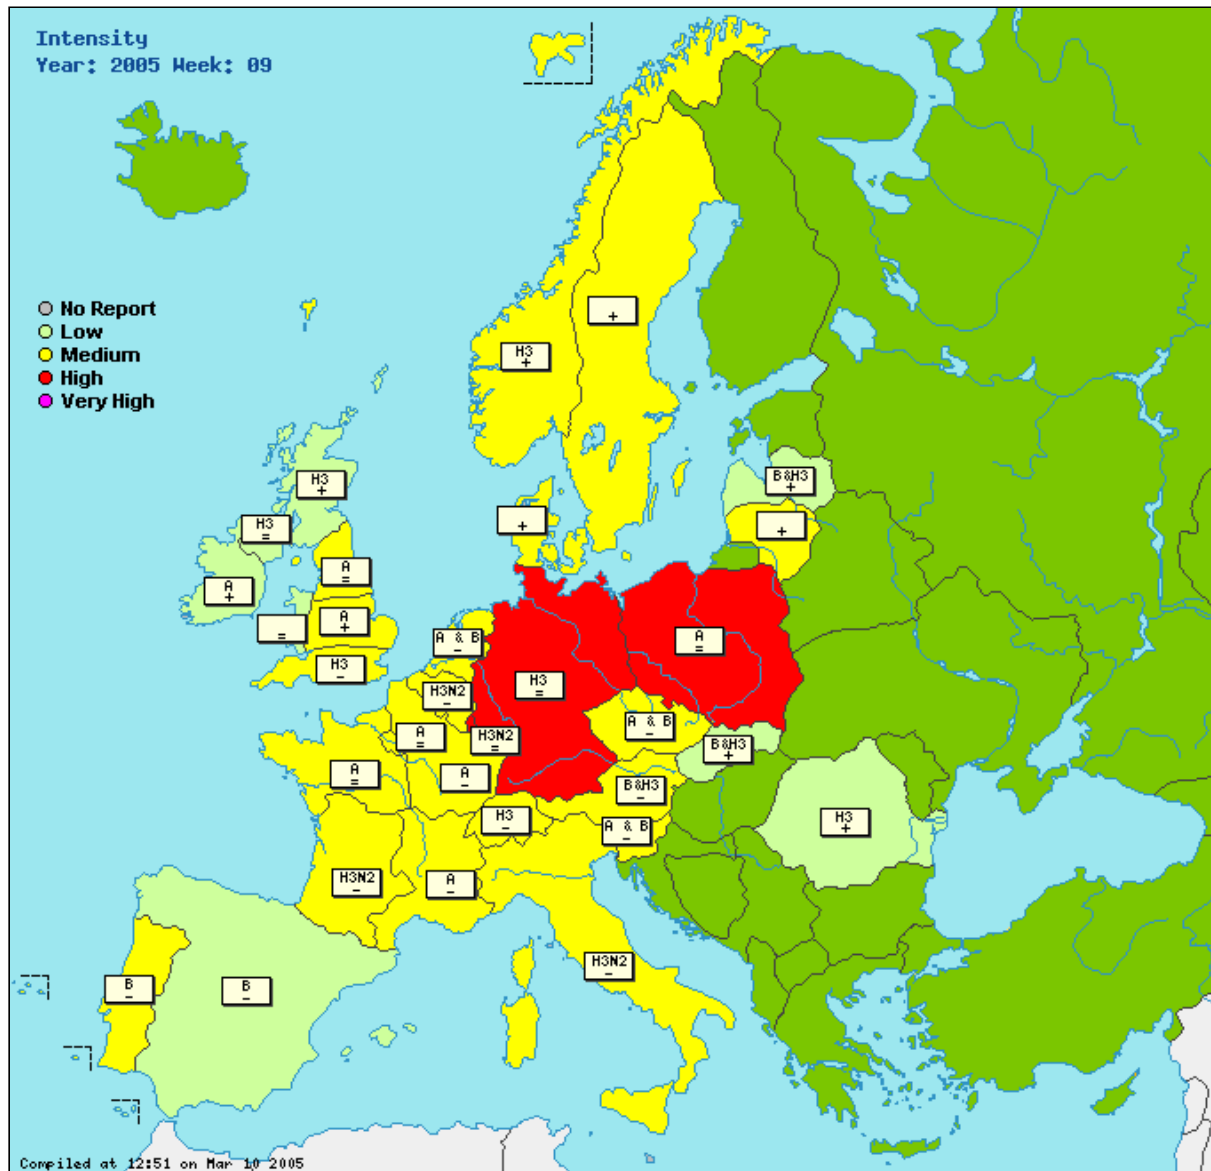 Intensity
Year: 2005 Week: 09
No Report
Low
Medium
High
Very High
+
H3
+
H3
+
B&H3
+
+
+
H3
=
A
=
A
+
A
+
=
A & B
-
A
=
H3
-
H3
=
H3N2
-
A & B
-
A
=
H3N2
=
B&H3
+
A
=
A
-
B&H3
-
H3
-
H3
+
A & B
-
H3N2
-
A
-
H3N2
-
B
-
B
-
Compiled at 12:51 on Mar 10 2005